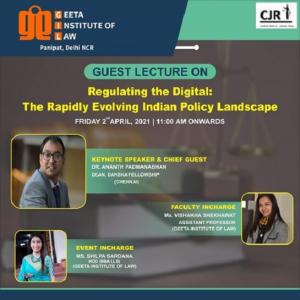 GEETA
INSTITUTE OF
LAW
Panipat, Delhi NCR
CJR
GUEST LECTURE ON
Regulating the Digital:
The Rapidly Evolving Indian Policy Landscape
FRIDAY 2ND APRIL, 2021 | 11:00 AM ONWARDS
KEYNOTE SPEAKER & CHIEF GUEST
DR. ANANTH PADMANABHAN
DEAN, DAKSHA FELLOWSHIP
(CHENNAI)
FACULTY INCHARGE
Ms. VISHAKHA SHEKHAWAT
ASSISTANT PROFESSOR
(GEETA INSTITUTE OF LAW)
EVENT INCHARGE
MS. SHILPA SARDANA
HOD (BBA LLB)
(GEETA INSTITUTE OF LAW)